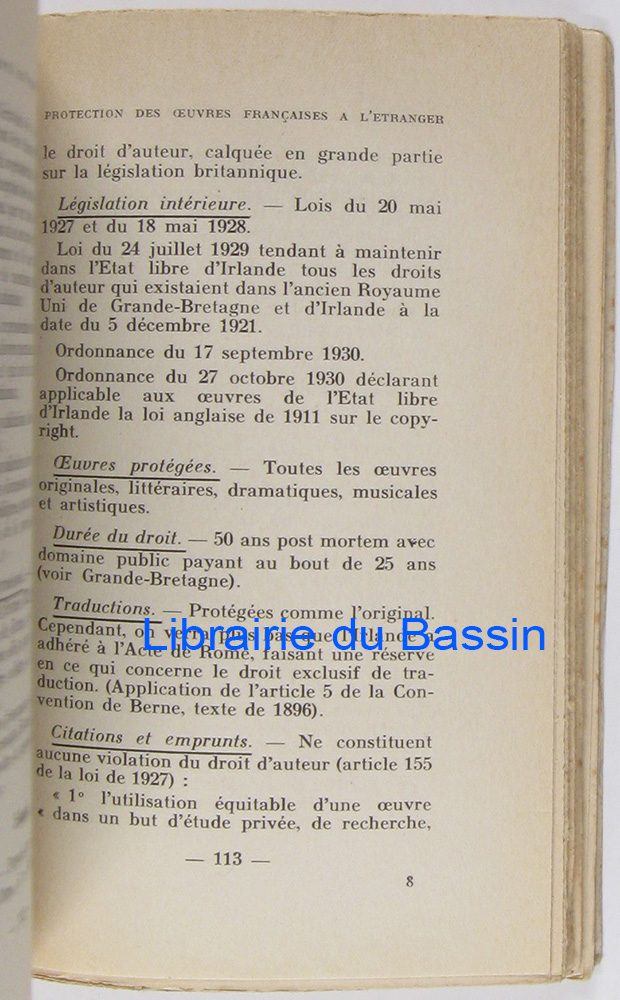 PROTECTION DES ŒUVRES FRANÇAISES A L'ETRANGER
le droit d'auteur, calquée en grande partie
sur la législation britannique.
Législation intérieure. — Lois du 20 mai
1927 et du 18 mai 1928.
Loi du 24 juillet 1929 tendant à maintenir
dans l'Etat libre d'Irlande tous les droits
d'auteur qui existaient dans l'ancien Royaume
Uni de Grande-Bretagne et d'Irlande à la
date du 5 décembre 1921.
Ordonnance du 17 septembre 1930.
Ordonnance du 27 octobre 1930 déclarant
applicable aux œuvres de l'Etat libre
d'Irlande la loi anglaise de 1911 sur le copy-
right.
Œuvres protégées. — Toutes les œuvres
originales, littéraires, dramatiques, musicales
et artistiques.
Durée du droit. — 50 ans post mortem avec
domaine public payant au bout de 25 ans
(voir Grande-Bretagne).
Traductions. — Protégées comme l'original.
Cependant, on verra plus bas que l'Irlande a
Librairie du Bassin
adhéré à l'Acte de Rome, faisant une réserve
en ce qui concerne le droit exclusif de tra-
duction. (Application de l'article 5 de la Con-
vention de Berne, texte de 1896).
Citations et emprunts. — Ne constituent
aucune violation du droit d'auteur (article 155
de la loi de 1927) :
« 1° l'utilisation équitable d'une œuvre
« dans un but d'étude privée, de recherche,
— 113 —
8